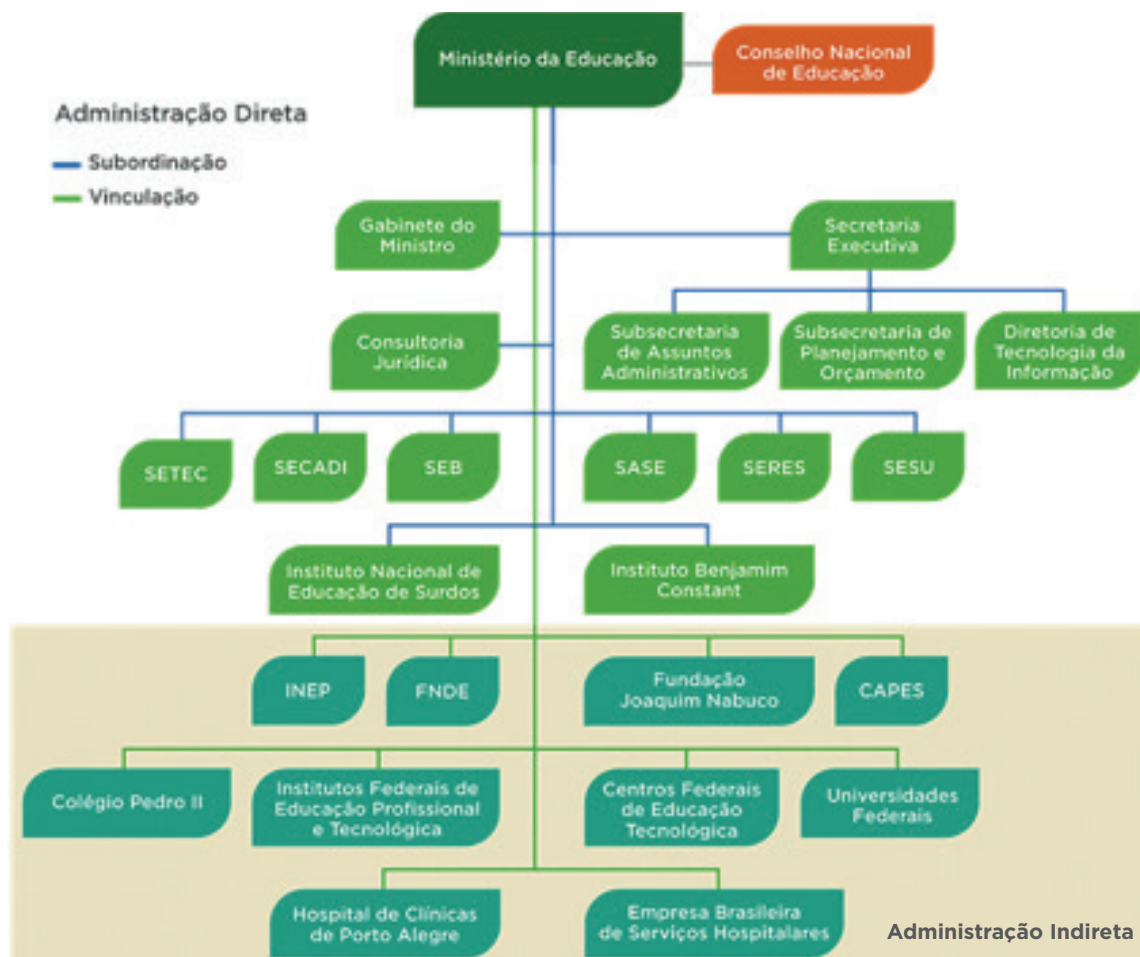 Ministério da Educação
Conselho Nacional
de Educação
Administração Direta
Subordinação
Vinculação
Gabinete do
Ministro
Secretaria
Executiva
Consultoria
Jurídica
Subsecretaria
de Assuntos
Administrativos
Subsecretaria de
Planejamento e
Orçamento
Diretoria de
Tecnologia da
Informação
SETEC
SECADI
SEB
SASE
SERES
SESU
Instituto Nacional de
Educação de Surdos
Instituto Benjamim
Constant
INEP
FNDE
Fundação
Joaquim Nabuco
CAPES
Colégio Pedro II
Institutos Federais de
Educação Profissional
e Tecnológica
Centros Federais
de Educação
Tecnológica
Universidades
Federais
Hospital de Clínicas
de Porto Alegre
Empresa Brasileira
de Serviços Hospitalares
Administração Indireta